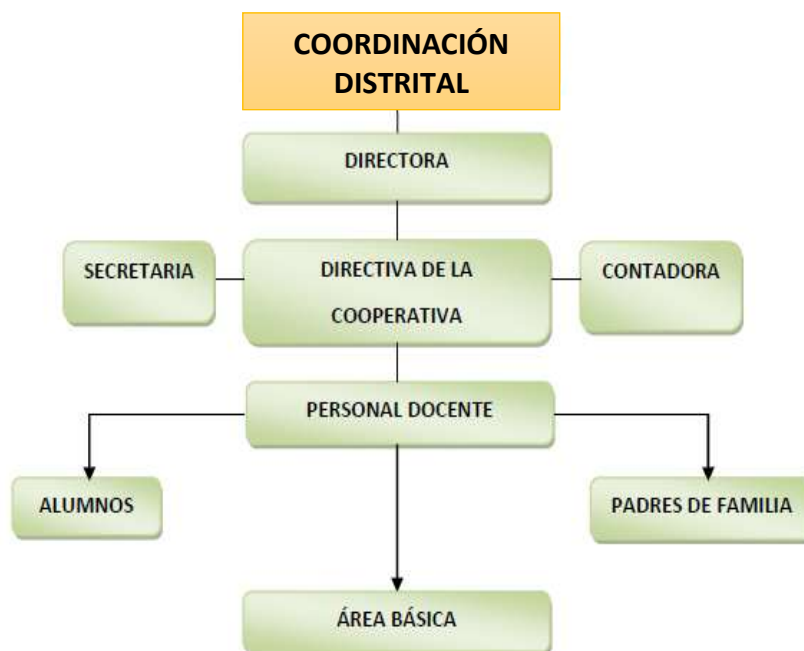 COORDINACIÓN
DISTRITAL
DIRECTORA
SECRETARIA
DIRECTIVA DE LA
COOPERATIVA
CONTADORA
PERSONAL DOCENTE
ALUMNOS
PADRES DE FAMILIA
ÁREA BÁSICA